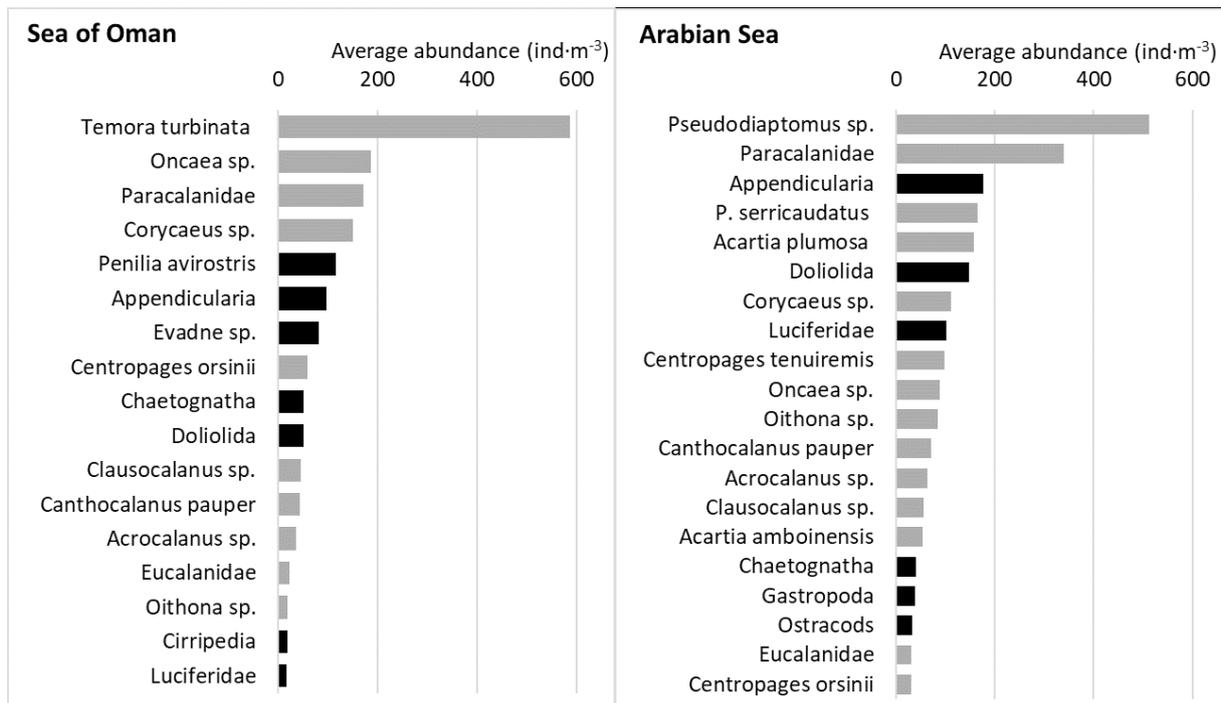 Sea of Oman
Average abundance (ind·m-3)
0 200 400 600
Temora turbinata
Oncaea sp.
Paracalanidae
Corycaeus sp.
Penilia avirostris
Appendicularia
Evadne sp.
Centropages orsinii
Chaetognatha
Doliolida
Clausocalanus sp.
Canthocalanus pauper
Acrocalanus sp.
Eucalanidae
Oithona sp.
Cirripedia
Luciferidae
Arabian Sea
Average abundance (ind·m-3)
0 200 400 600
Pseudodiaptomus sp.
Paracalanidae
Appendicularia
P. serricaudatus
Acartia plumosa
Doliolida
Corycaeus sp.
Luciferidae
Centropages tenuiremis
Oncaea sp.
Oithona sp.
Canthocalanus pauper
Acrocalanus sp.
Clausocalanus sp.
Acartia amboinensis
Chaetognatha
Gastropoda
Ostracods
Eucalanidae
Centropages orsinii